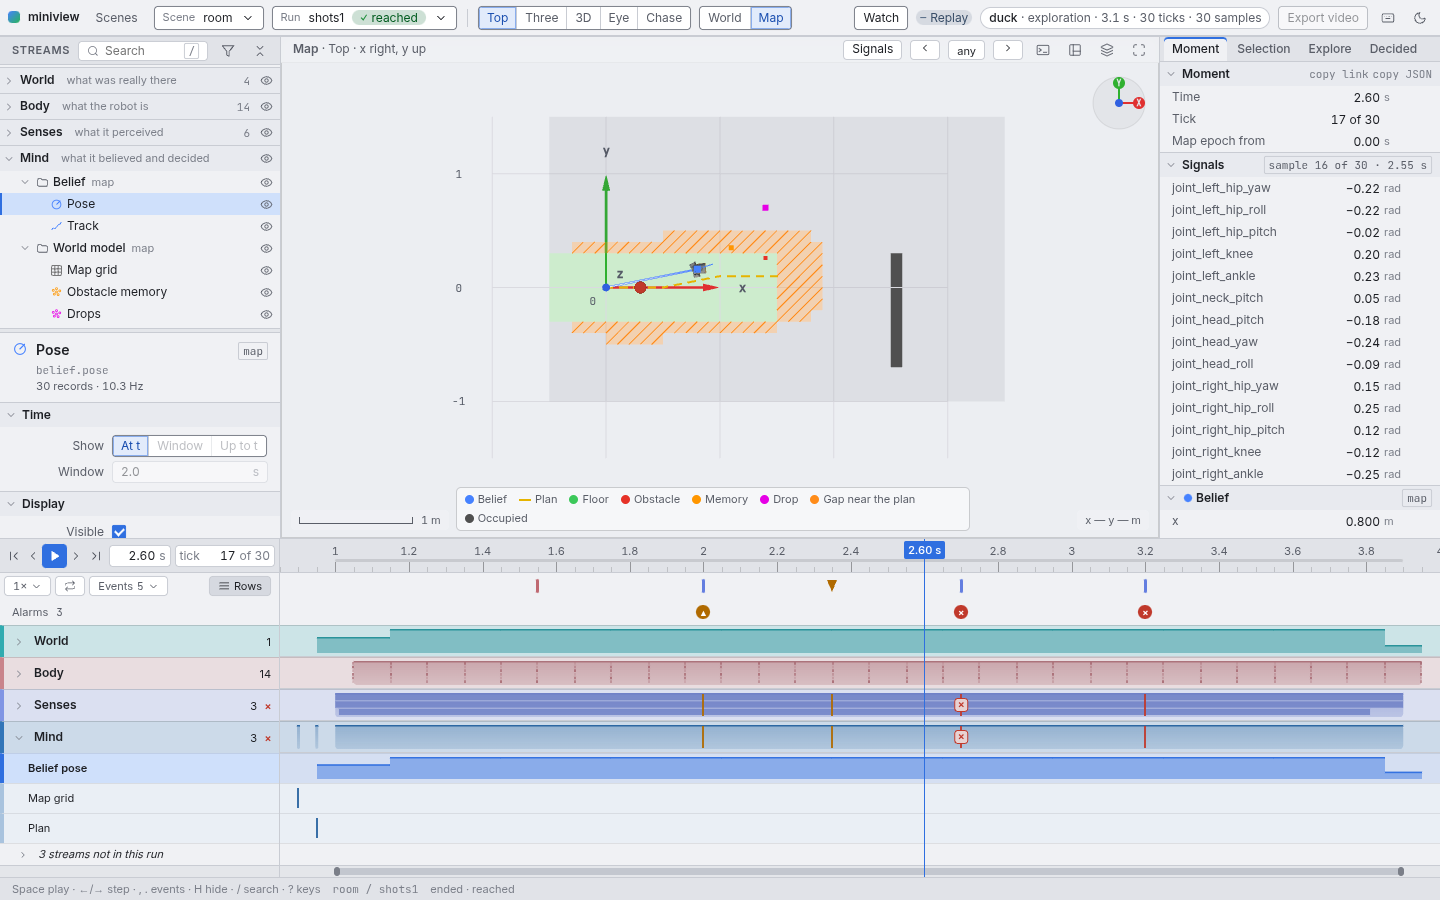 miniview Scenes Scene room Run shots1 reached Top Three 3D Eye Chase World Map Watch Replay duck · exploration · 3.1 s · 30 ticks · 30 samples Export video
STREAMS Search /
World what was really there 4
Body what the robot is 14
Senses what it perceived 6
Mind what it believed and decided
Belief map
Pose
Track
World model map
Map grid
Obstacle memory
Drops
Pose map
belief.pose
30 records · 10.3 Hz
Time
Show At t Window Up to t
Window 2.0 s
Display
Visible
Map · Top · x right, y up Signals any
Y
X
y
1
z
0
x
0
-1
Belief Plan Floor Obstacle Memory Drop Gap near the plan
Occupied
1 m
x — y — m
Moment Selection Explore Decided
Moment copy link copy JSON
Time 2.60 s
Tick 17 of 30
Map epoch from 0.00 s
Signals sample 16 of 30 · 2.55 s
joint_left_hip_yaw −0.22 rad
joint_left_hip_roll −0.22 rad
joint_left_hip_pitch −0.02 rad
joint_left_knee 0.20 rad
joint_left_ankle 0.23 rad
joint_neck_pitch 0.05 rad
joint_head_pitch −0.18 rad
joint_head_yaw −0.24 rad
joint_head_roll −0.09 rad
joint_right_hip_yaw 0.15 rad
joint_right_hip_roll 0.25 rad
joint_right_hip_pitch 0.12 rad
joint_right_knee −0.12 rad
joint_right_ankle −0.25 rad
Belief map
x 0.800 m
2.60 s tick 17 of 30 1 1.2 1.4 1.6 1.8 2 2.2 2.4 2.60 s 2.8 3 3.2 3.4 3.6 3.8 4
1× Events 5 Rows
Alarms 3
World 1
Body 14
Senses 3 ×
Mind 3 ×
Belief pose
Map grid
Plan
3 streams not in this run
Space play · ←/→ step · , . events · H hide · / search · ? keys room / shots1 ended · reached